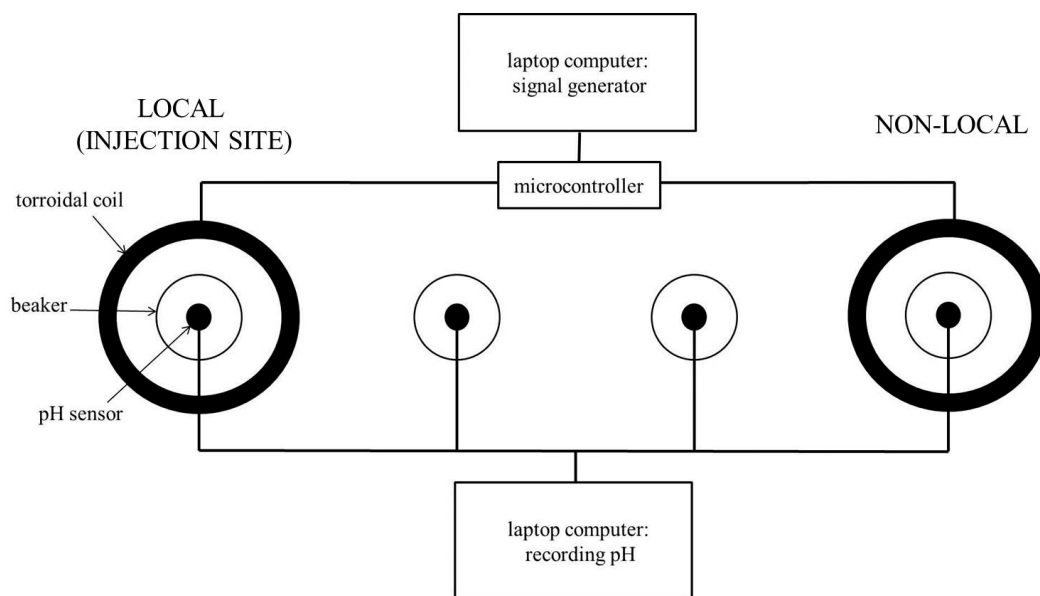 laptop computer:
signal generator
LOCAL
(INJECTION SITE)
NON-LOCAL
microcontroller
torroidal coil
beaker
pH sensor
laptop computer:
recording pH